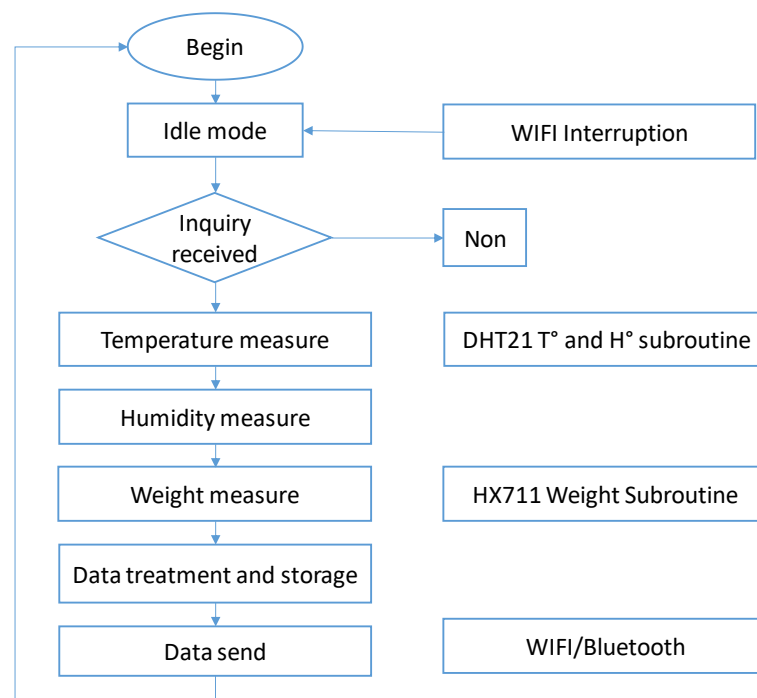 Begin
Idle mode
WIFI Interruption
Inquiry
received
Non
Temperature measure
DHT21 T° and H° subroutine
Humidity measure
Weight measure
HX711 Weight Subroutine
Data treatment and storage
Data send
WIFI/Bluetooth